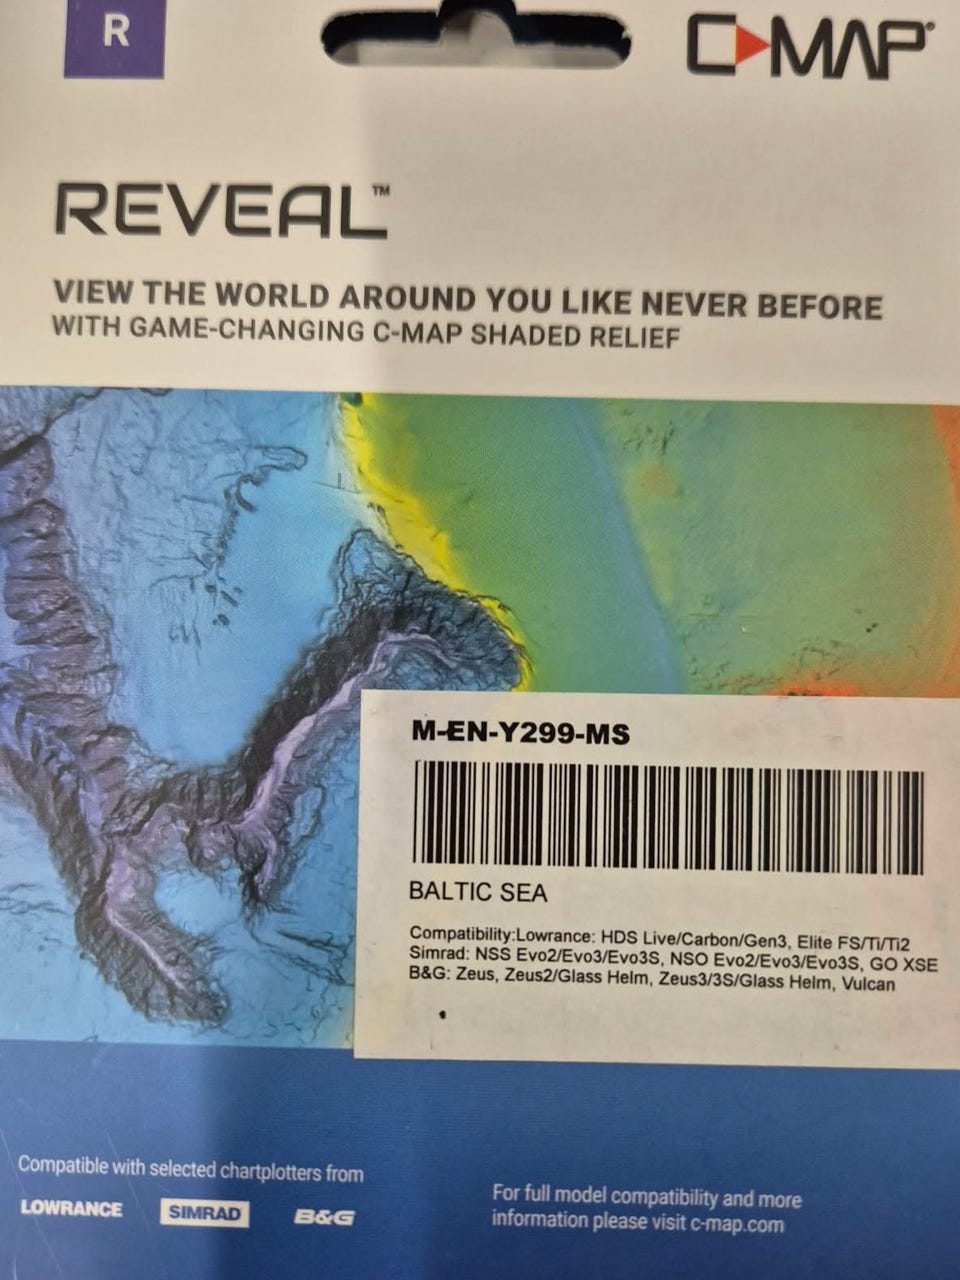 R
C-MAP
REVEAL™
VIEW THE WORLD AROUND YOU LIKE NEVER BEFORE
WITH GAME-CHANGING C-MAP SHADED RELIEF
M-EN-Y299-MS
BALTIC SEA
Compatibility:Lowrance: HDS Live/Carbon/Gen3, Elite FS/Ti/Ti2
Simrad: NSS Evo2/Evo3/Evo3S, NSO Evo2/Evo3/Evo3S, GO XSE
B&G: Zeus, Zeus2/Glass Helm, Zeus3/3S/Glass Helm, Vulcan
Compatible with selected chartplotters from
LOWRANCE SIMRAD B&G
For full model compatibility and more
information please visit c-map.com